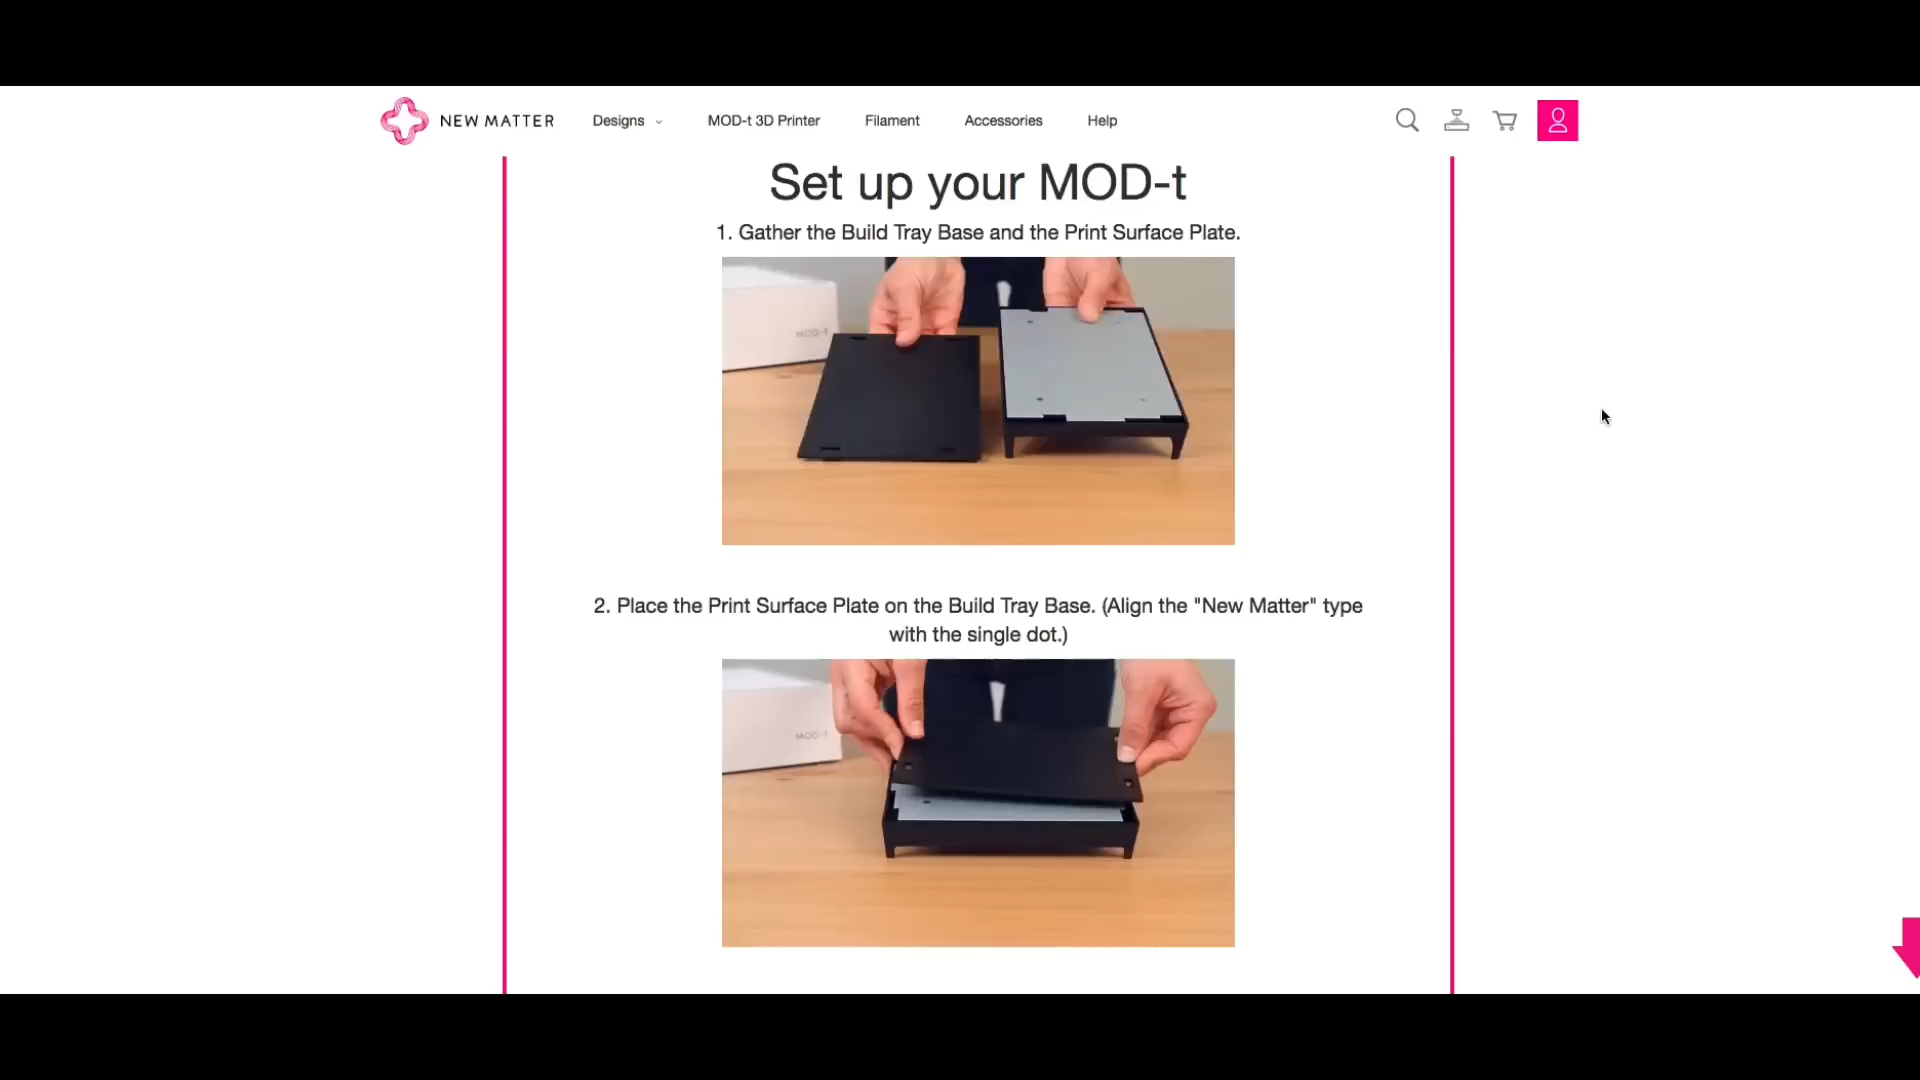 NEW MATTER
Designs
MOD-t 3D Printer
Filament
Accessories
Help
Set up your MOD-t
1. Gather the Build Tray Base and the Print Surface Plate.
MOD-t
2. Place the Print Surface Plate on the Build Tray Base. (Align the "New Matter" type
with the single dot.)
MOD-t